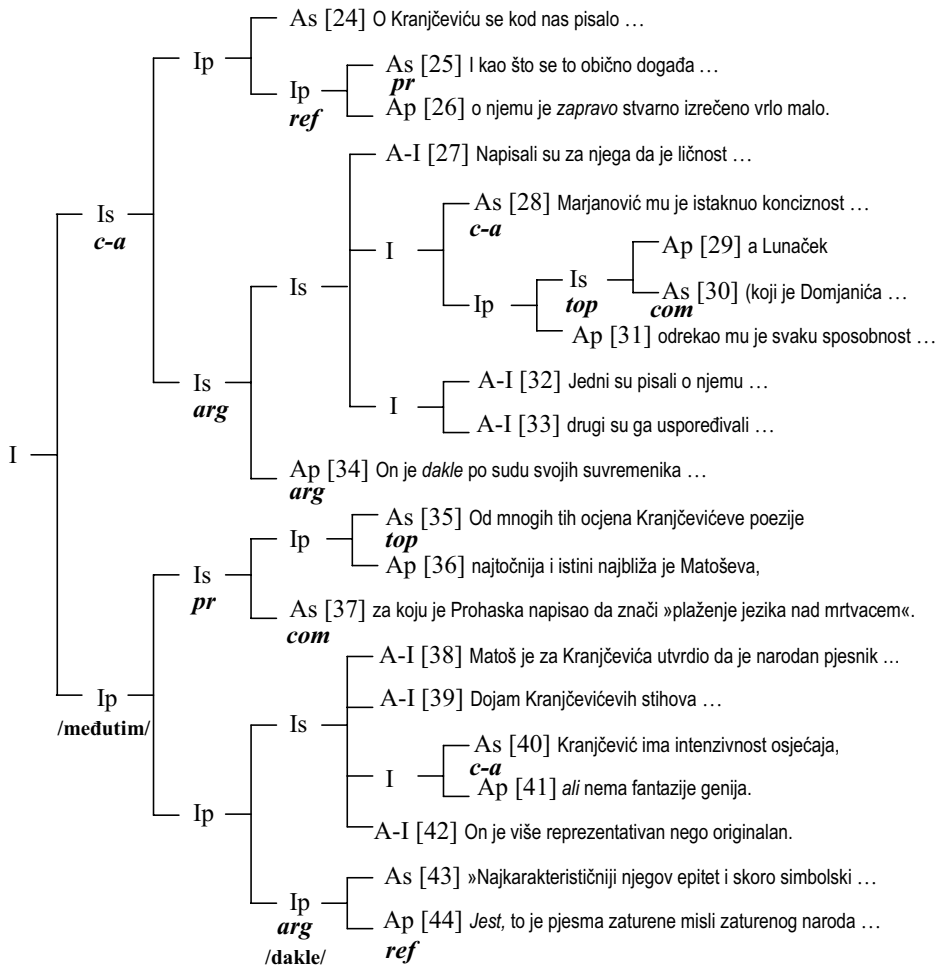 As [24] O Kranjčeviću se kod nas pisalo …
Ip
As [25] I kao što se to obično događa …
pr
Ip
ref
Ap [26] o njemu je zapravo stvarno izrečeno vrlo malo.
A-I [27] Napisali su za njega da je ličnost …
Is
c-a
As [28] Marjanović mu je istaknuo konciznost …
c-a
Ap [29] a Lunaček
I
Is
top
Is
As [30] (koji je Domjanića …
com
Ip
Ap [31] odrekao mu je svaku sposobnost …
Is
arg
A-I [32] Jedni su pisali o njemu …
I
A-I [33] drugi su ga uspoređivali …
I
Ap [34] On je dakle po sudu svojih suvremenika …
arg
As [35] Od mnogih tih ocjena Kranjčevićeve poezije
top
Ip
Ap [36] najtočnija i istini najbliža je Matoševa,
Is
pr
As [37] za koju je Prohaska napisao da znači »plaženje jezika nad mrtvacem«.
com
A-I [38] Matoš je za Kranjčevića utvrdio da je narodan pjesnik …
Ip
/međutim/
A-I [39] Dojam Kranjčevićevih stihova …
Is
As [40] Kranjčević ima intenzivnost osjećaja,
c-a
I
Ap [41] ali nema fantazije genija.
Ip
A-I [42] On je više reprezentativan nego originalan.
As [43] »Najkarakterističniji njegov epitet i skoro simbolski …
Ip
arg
/dakle/
Ap [44] Jest, to je pjesma zaturene misli zaturenog naroda …
ref